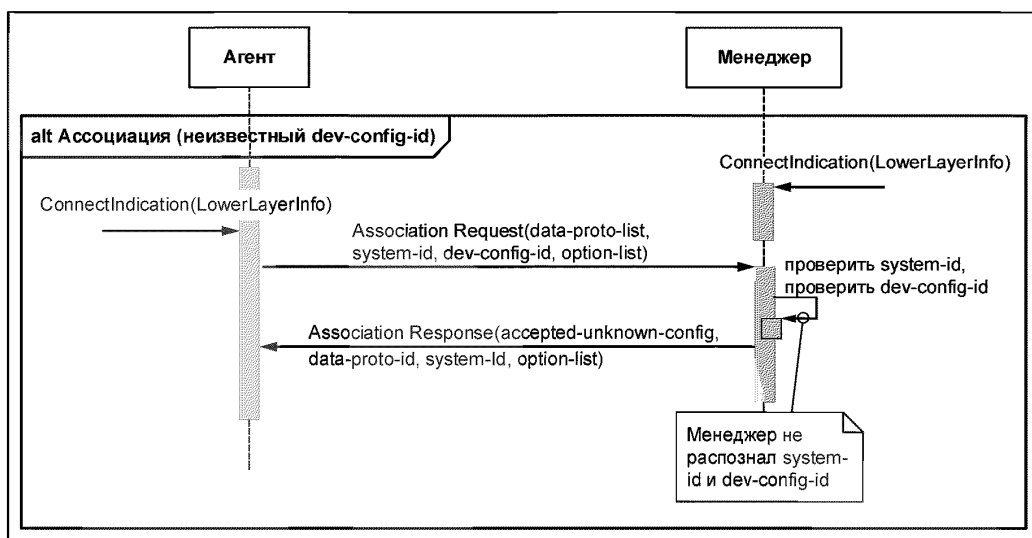 Агент
Менеджер
alt Ассоциация (неизвестный dev-config-id)
ConnectIndication(LowerLayerInfo)
ConnectIndication(LowerLayerInfo)
Association Request(data-proto-list,
system-id, dev-config-id, option-list)
проверить system-id,
проверить dev-config-id
Association Response(accepted-unknown-config,
data-proto-id, system-Id, option-list)
Менеджер не
распознал system-
id и dev-config-id